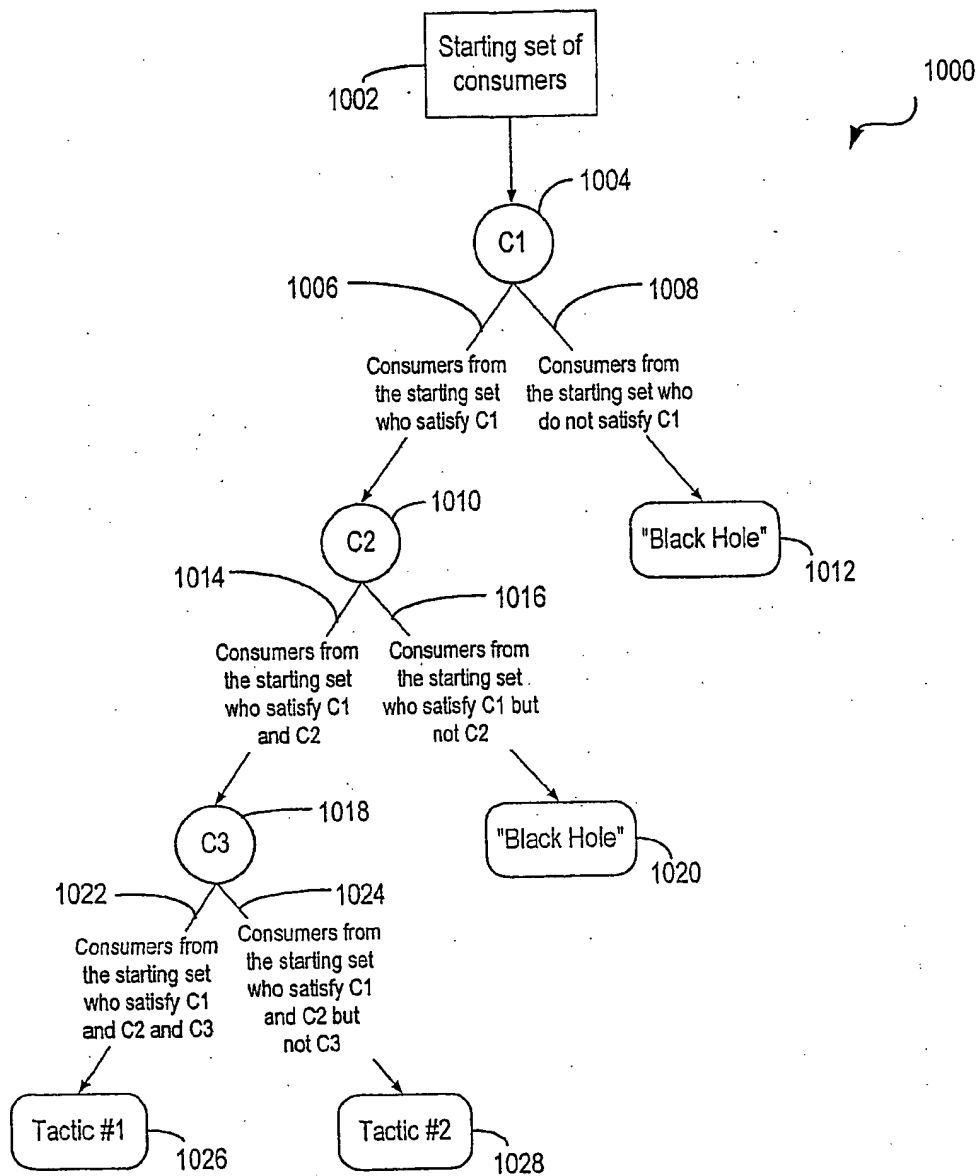 Starting set of
consumers
1002
1000
1004
C1
1006
1008
Consumers from
the starting set
who satisfy C1
Consumers from
the starting set who
do not satisfy C1
1010
C2
"Black Hole"
1012
1014
1016
Consumers from
the starting set
who satisfy C1
and C2
Consumers from
the starting set
who satisfy C1 but
not C2
1018
C3
"Black Hole"
1020
1022
1024
Consumers from
the starting set
who satisfy C1
and C2 and C3
Consumers from
the starting set
who satisfy C1
and C2 but
not C3
Tactic #1
1026
Tactic #2
1028